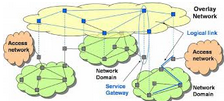 Overlay
Network
Logical link
Access
network
Access
network
Network
Domain
Service
Gateway
Network
Domain